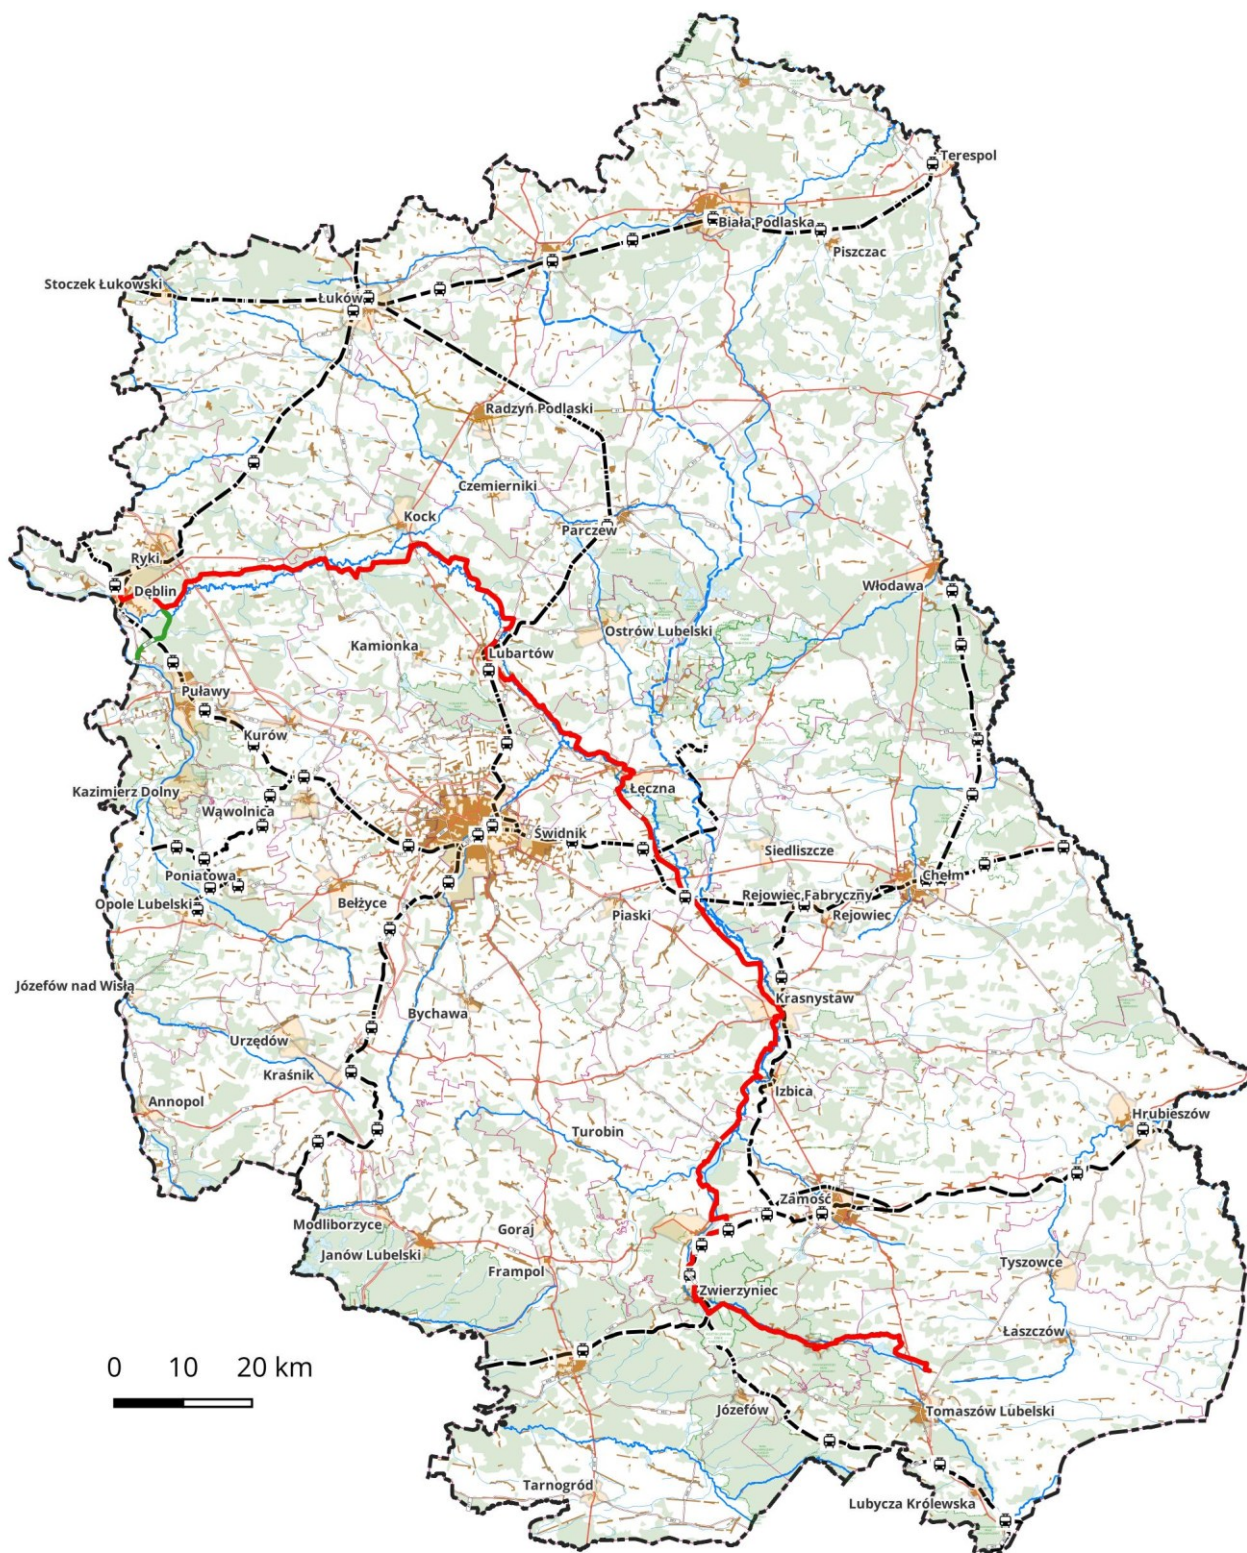 Terespol
Biała Podlaska
Piszczac
Stoczek Łukowski
Łuków
Radzyń Podlaski
Czemierniki
Kock
Parczew
Ryki
Dęblin
Włodawa
Ostrów Lubelski
Kamionka
Lubartów
Puławy
Kurów
Kazimierz Dolny
Łęczna
Wąwolnica
Świdnik
Siedliszcze
Poniatowa
Chełm
Bełżyce
Rejowiec Fabryczny
Opole Lubelski
Piaski
Rejowiec
Józefów nad Wisłą
Krasnystaw
Bychawa
Urzędów
Kraśnik
Izbica
Annopol
Hrubieszów
Turobin
Zamość
Modliborzyce
Goraj
Janów Lubelski
Frampol
Tyszowce
Zwierzyniec
Łaszczów
0 10 20 km
Józefów
Tomaszów Lubelski
Tarnogród
Lubycza Królewska